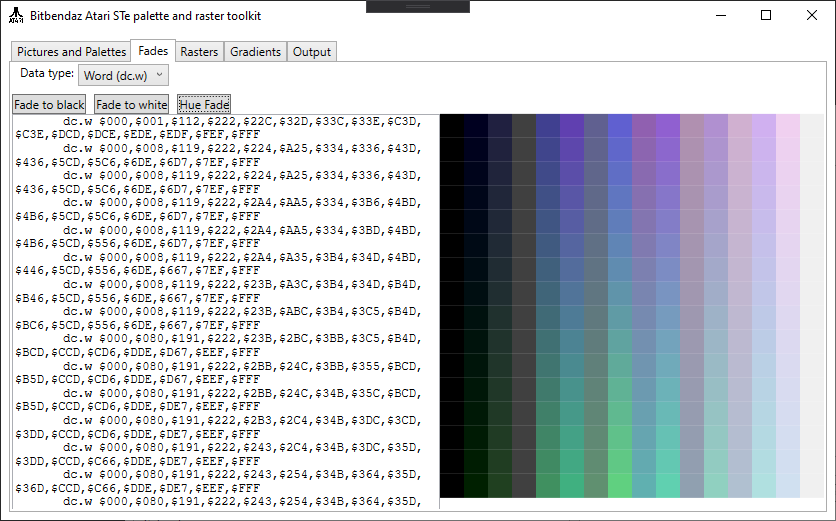 Bitbendaz Atari STe palette and raster toolkit
Pictures and Palettes Fades Rasters Gradients Output
Data type: Word (dc.w)
Fade to black Fade to white Hue Fade
dc.w $000,$001,$112,$222,$22C,$32D,$33C,$33E,$C3D,
$C3E,$DCD,$DCE,$EDE,$EDF,$FEF,$FFF
dc.w $000,$008,$119,$222,$224,$A25,$334,$336,$43D,
$436,$5CD,$5C6,$6DE,$6D7,$7EF,$FFF
dc.w $000,$008,$119,$222,$224,$A25,$334,$336,$43D,
$436,$5CD,$5C6,$6DE,$6D7,$7EF,$FFF
dc.w $000,$008,$119,$222,$2A4,$AA5,$334,$3B6,$4BD,
$4B6,$5CD,$5C6,$6DE,$6D7,$7EF,$FFF
dc.w $000,$008,$119,$222,$2A4,$AA5,$334,$3BD,$4BD,
$4B6,$5CD,$556,$6DE,$6D7,$7EF,$FFF
dc.w $000,$008,$119,$222,$2A4,$A35,$3B4,$34D,$4BD,
$446,$5CD,$556,$6DE,$667,$7EF,$FFF
dc.w $000,$008,$119,$222,$23B,$A3C,$3B4,$34D,$B4D,
$B46,$5CD,$556,$6DE,$667,$7EF,$FFF
dc.w $000,$008,$119,$222,$23B,$ABC,$3B4,$3C5,$B4D,
$BC6,$5CD,$556,$6DE,$667,$7EF,$FFF
dc.w $000,$080,$191,$222,$23B,$2BC,$3BB,$3C5,$B4D,
$BCD,$CCD,$CD6,$DDE,$D67,$EEF,$FFF
dc.w $000,$080,$191,$222,$2BB,$24C,$3BB,$355,$BCD,
$B5D,$CCD,$CD6,$DDE,$D67,$EEF,$FFF
dc.w $000,$080,$191,$222,$2BB,$24C,$34B,$35C,$BCD,
$B5D,$CCD,$CD6,$DDE,$DE7,$EEF,$FFF
dc.w $000,$080,$191,$222,$2B3,$2C4,$34B,$3DC,$3CD,
$3DD,$CCD,$CD6,$DDE,$DE7,$EEF,$FFF
dc.w $000,$080,$191,$222,$243,$2C4,$34B,$3DC,$35D,
$3DD,$CCD,$C66,$DDE,$DE7,$EEF,$FFF
dc.w $000,$080,$191,$222,$243,$254,$34B,$364,$35D,
$36D,$CCD,$C66,$DDE,$DE7,$EEF,$FFF
dc.w $000,$080,$191,$222,$243,$254,$34B,$364,$35D,